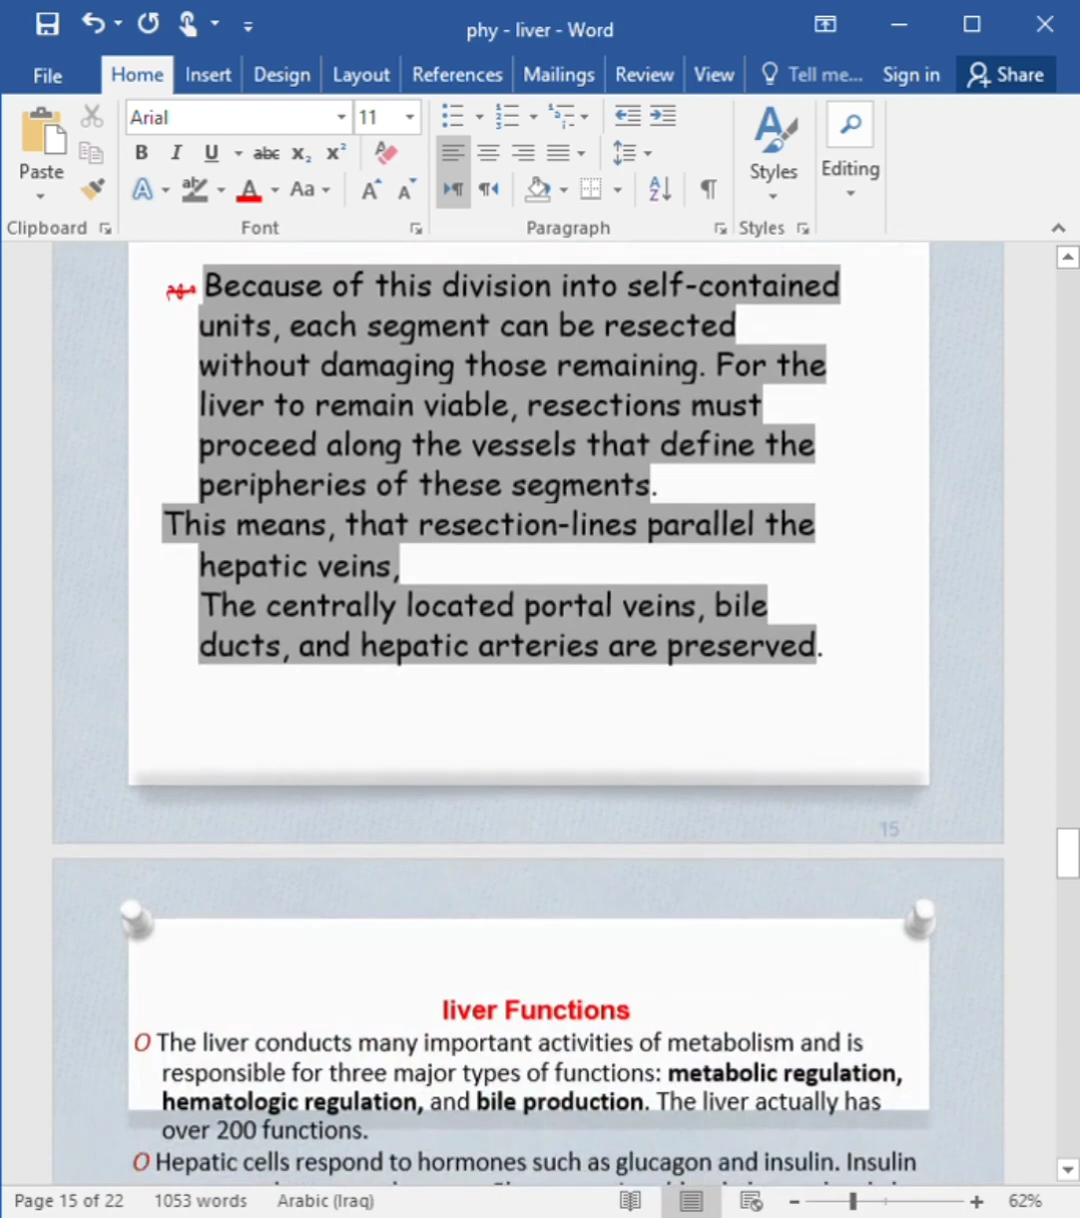 phy - liver - Word
File Home Insert Design Layout References Mailings Review View Tell me... Sign in Share
Arial 11
Paste B I U abc x₂ x² Styles Editing
A A Aa A A A Z ¶
Clipboard Font Paragraph Styles
مهم Because of this division into self-contained
units, each segment can be resected
without damaging those remaining. For the
liver to remain viable, resections must
proceed along the vessels that define the
peripheries of these segments.
This means, that resection-lines parallel the
hepatic veins,
The centrally located portal veins, bile
ducts, and hepatic arteries are preserved.
15
liver Functions
O The liver conducts many important activities of metabolism and is
responsible for three major types of functions: metabolic regulation,
hematologic regulation, and bile production. The liver actually has
over 200 functions.
O Hepatic cells respond to hormones such as glucagon and insulin. Insulin
Page 15 of 22 1053 words Arabic (Iraq) 62%